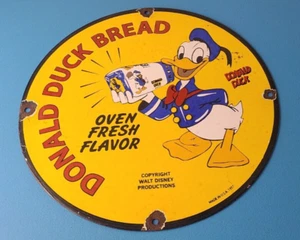 DONALD DUCK BREAD
OVEN
FRESH
FLAVOR
DONALD
DUCK
COPYRIGHT
WALT DISNEY
PRODUCTIONS